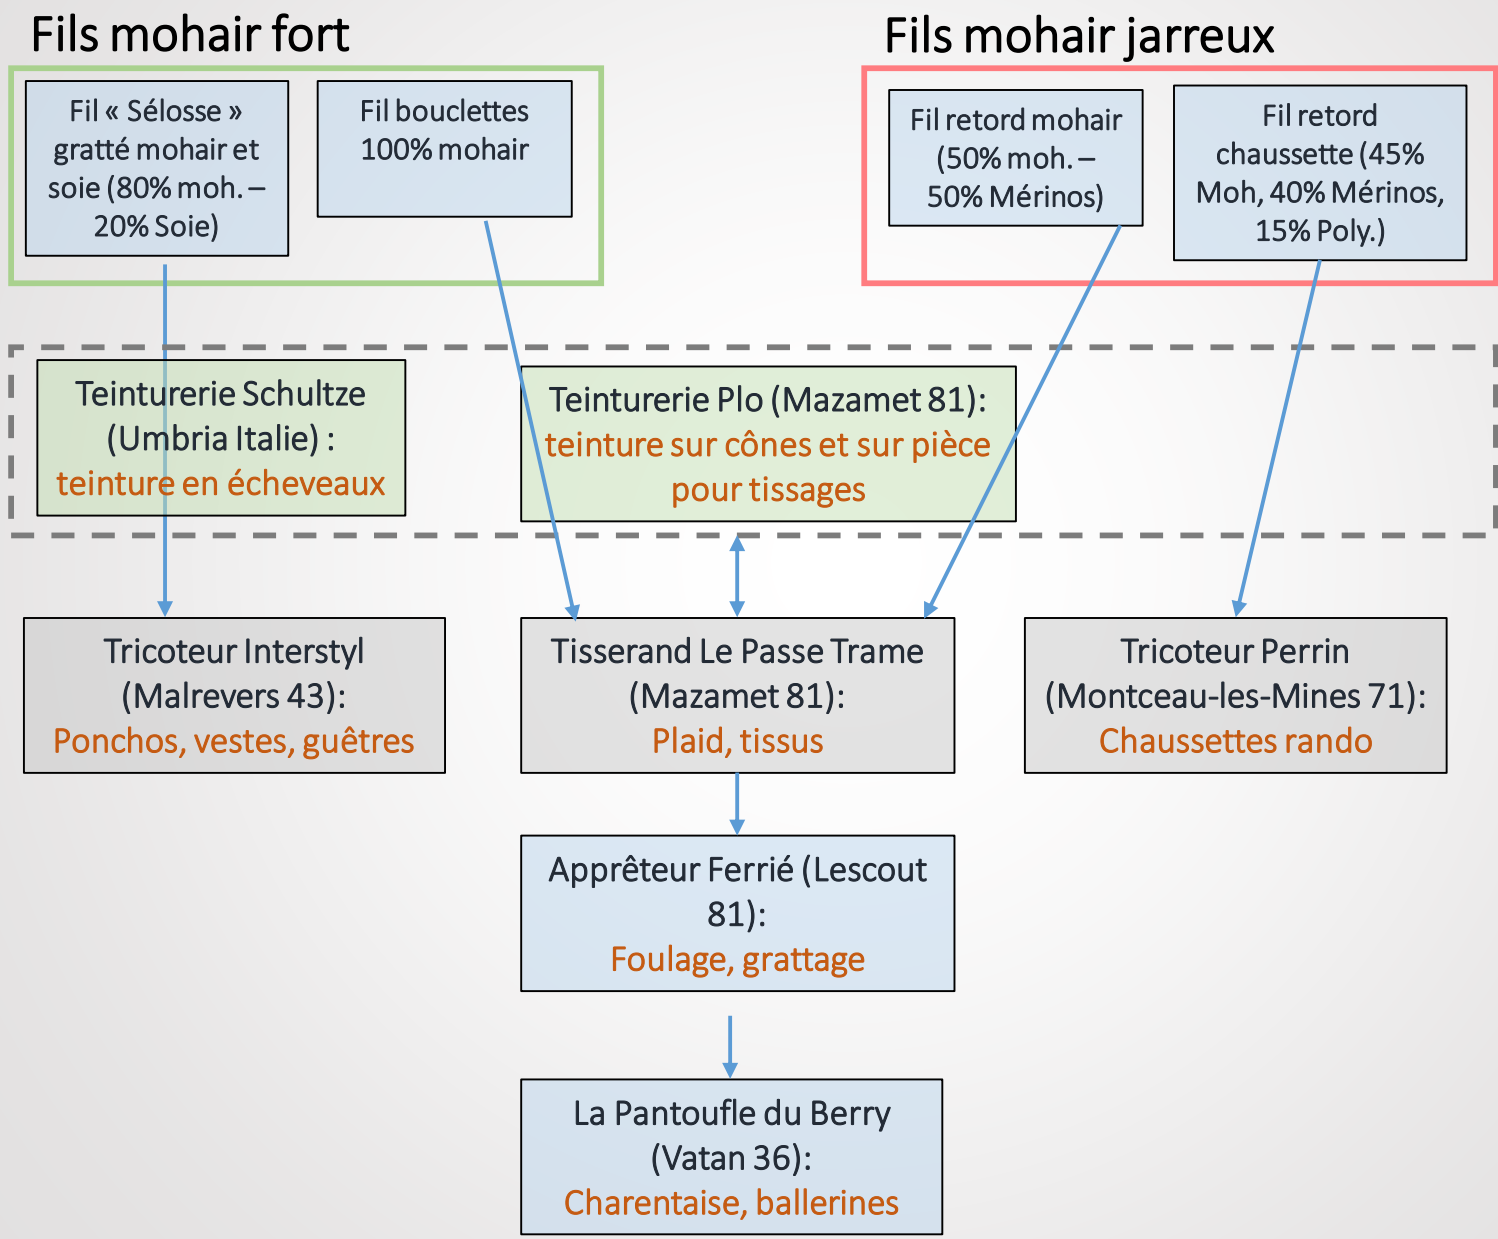 Fils mohair fort
Fils mohair jarreux
Fil « Sélosse »
gratté mohair et
soie (80% moh. –
20% Soie)
Fil bouclettes
100% mohair
Fil retord mohair
(50% moh. –
50% Mérinos)
Fil retord
chaussette (45%
Moh, 40% Mérinos,
15% Poly.)
Teinturerie Schultze
(Umbria Italie) :
teinture en écheveaux
Teinturerie Plo (Mazamet 81):
teinture sur cônes et sur pièce
pour tissages
Tricoteur Interstyl
(Malrevers 43):
Ponchos, vestes, guêtres
Tisserand Le Passe Trame
(Mazamet 81):
Plaid, tissus
Tricoteur Perrin
(Montceau-les-Mines 71):
Chaussettes rando
Apprêteur Ferrié (Lescout
81):
Foulage, grattage
La Pantoufle du Berry
(Vatan 36):
Charentaise, ballerines